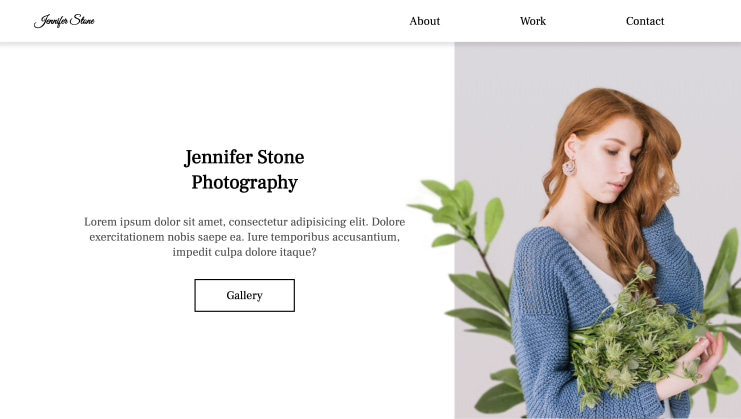 Jennifer Stone
About
Work
Contact
Jennifer Stone
Photography
Lorem ipsum dolor sit amet, consectetur adipisicing elit. Dolore
exercitationem nobis saepe ea. Iure temporibus accusantium,
impedit culpa dolore itaque?
Gallery